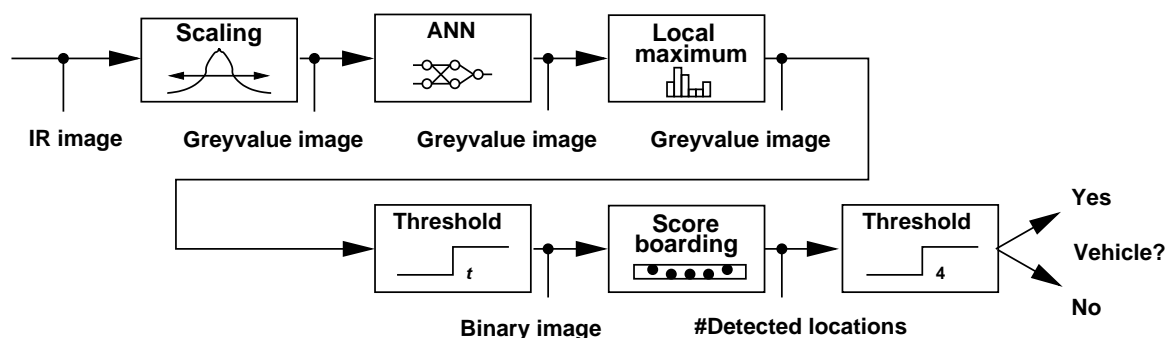 Scaling
ANN
Local
maximum
IR image
Greyvalue image
Greyvalue image
Greyvalue image
Threshold
t
Score
boarding
Threshold
4
Yes
Vehicle?
No
Binary image
#Detected locations